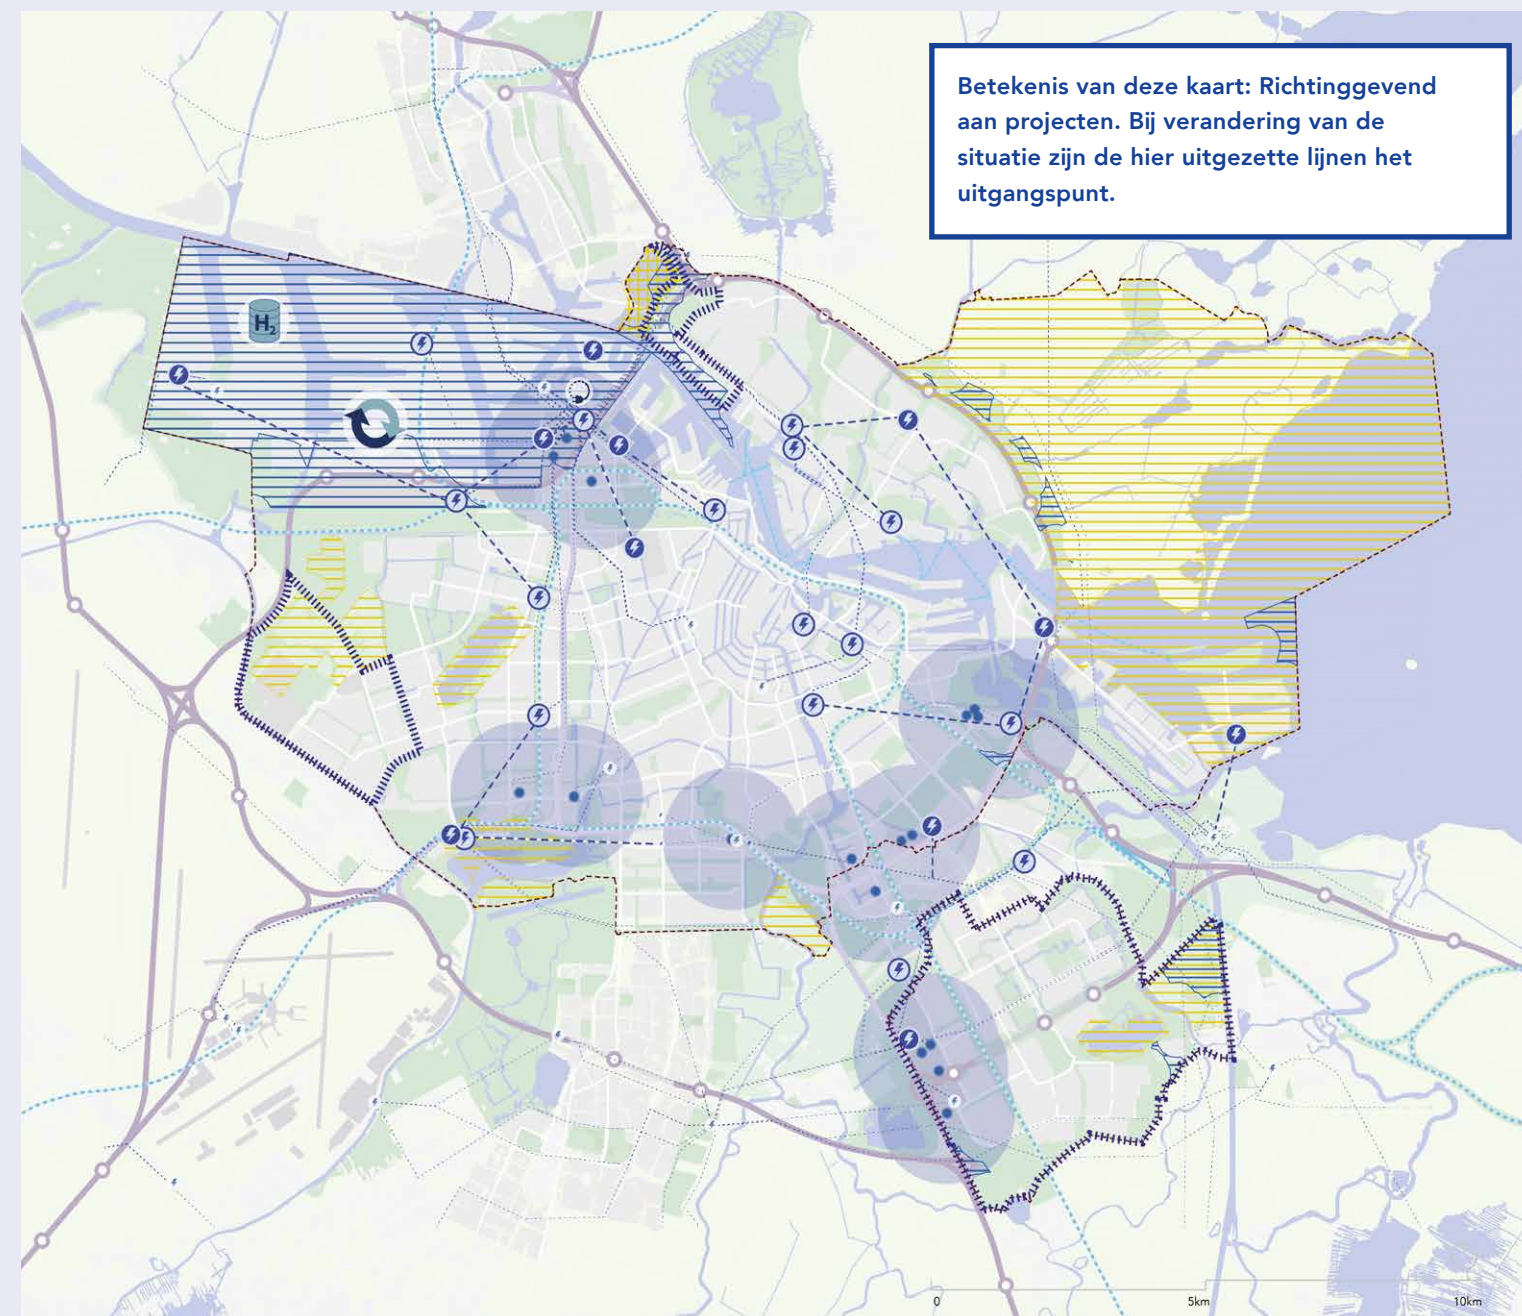 Betekenis van deze kaart: Richtinggevend
aan projecten. Bij verandering van de
situatie zijn de hier uitgezette lijnen het
uitgangspunt.
H₂
0 5km 10km